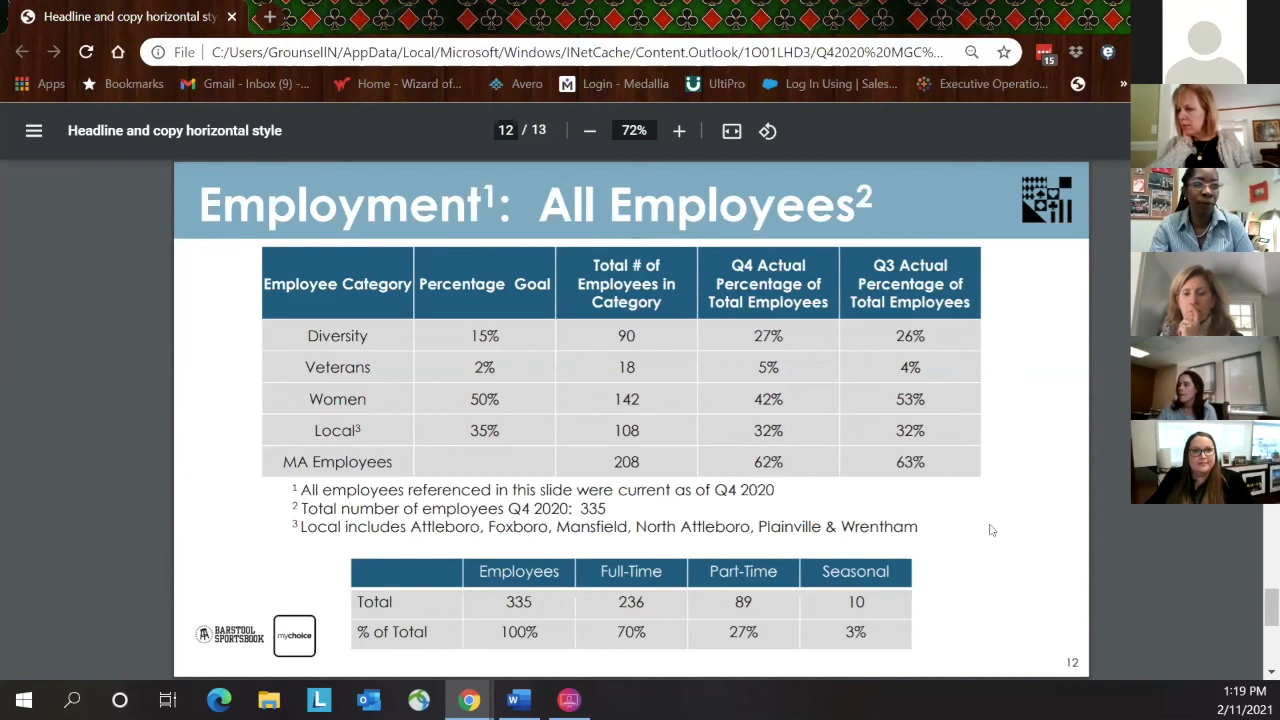 Headline and copy horizontal sty
File
C:/Users/GrounsellN/AppData/Local/Microsoft/Windows/INetCache/Content.Outlook/1O01LHD3/Q42020%20MGC%...
15
Apps
Bookmarks
Gmail - Inbox (9) -...
Home - Wizard of...
Avero
Login - Medallia
UltiPro
Log In Using | Sales...
Executive Operatio...
»
Headline and copy horizontal style
12 / 13
72%
Employment¹: All Employees²
Employee Category Percentage Goal Total # of Employees in Category Q4 Actual Percentage of Total Employees Q3 Actual Percentage of Total Employees
Diversity 15% 90 27% 26%
Veterans 2% 18 5% 4%
Women 50% 142 42% 53%
Local³ 35% 108 32% 32%
MA Employees 208 62% 63%
¹ All employees referenced in this slide were current as of Q4 2020
² Total number of employees Q4 2020: 335
³ Local includes Attleboro, Foxboro, Mansfield, North Attleboro, Plainville & Wrentham
Employees Full-Time Part-Time Seasonal
Total 335 236 89 10
% of Total 100% 70% 27% 3%
BARSTOOL
SPORTSBOOK
mychoice
12
1:19 PM
2/11/2021